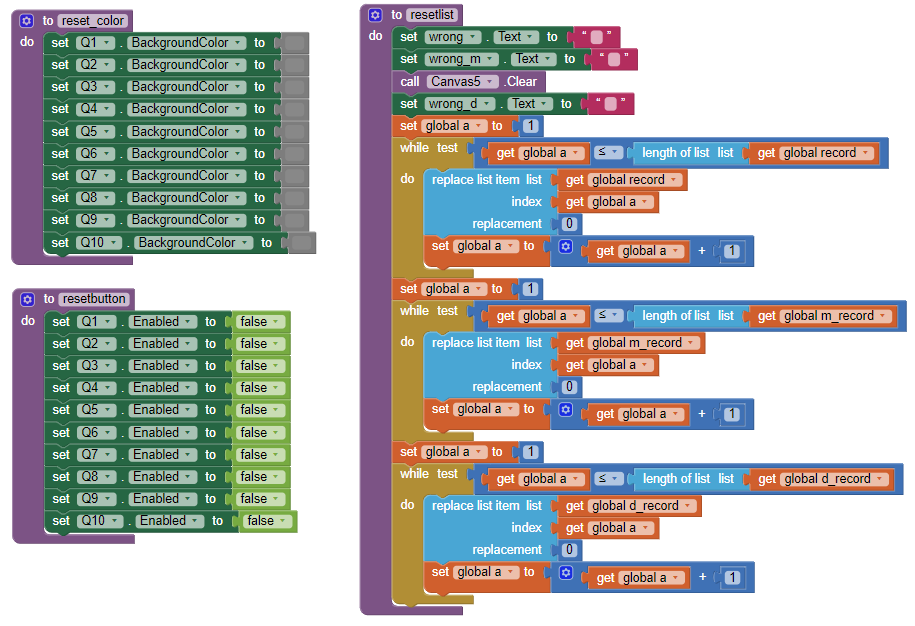 to reset_color
do set Q1 . BackgroundColor to
set Q2 . BackgroundColor to
set Q3 . BackgroundColor to
set Q4 . BackgroundColor to
set Q5 . BackgroundColor to
set Q6 . BackgroundColor to
set Q7 . BackgroundColor to
set Q8 . BackgroundColor to
set Q9 . BackgroundColor to
set Q10 . BackgroundColor to
to resetbutton
do set Q1 . Enabled to false
set Q2 . Enabled to false
set Q3 . Enabled to false
set Q4 . Enabled to false
set Q5 . Enabled to false
set Q6 . Enabled to false
set Q7 . Enabled to false
set Q8 . Enabled to false
set Q9 . Enabled to false
set Q10 . Enabled to false
to resetlist
do set wrong . Text to “ ”
set wrong_m . Text to “ ”
call Canvas5 .Clear
set wrong_d . Text to “ ”
set global a to 1
while test get global a ≤ length of list list get global record
do replace list item list get global record
index get global a
replacement 0
set global a to get global a + 1
set global a to 1
while test get global a ≤ length of list list get global m_record
do replace list item list get global m_record
index get global a
replacement 0
set global a to get global a + 1
set global a to 1
while test get global a ≤ length of list list get global d_record
do replace list item list get global d_record
index get global a
replacement 0
set global a to get global a + 1